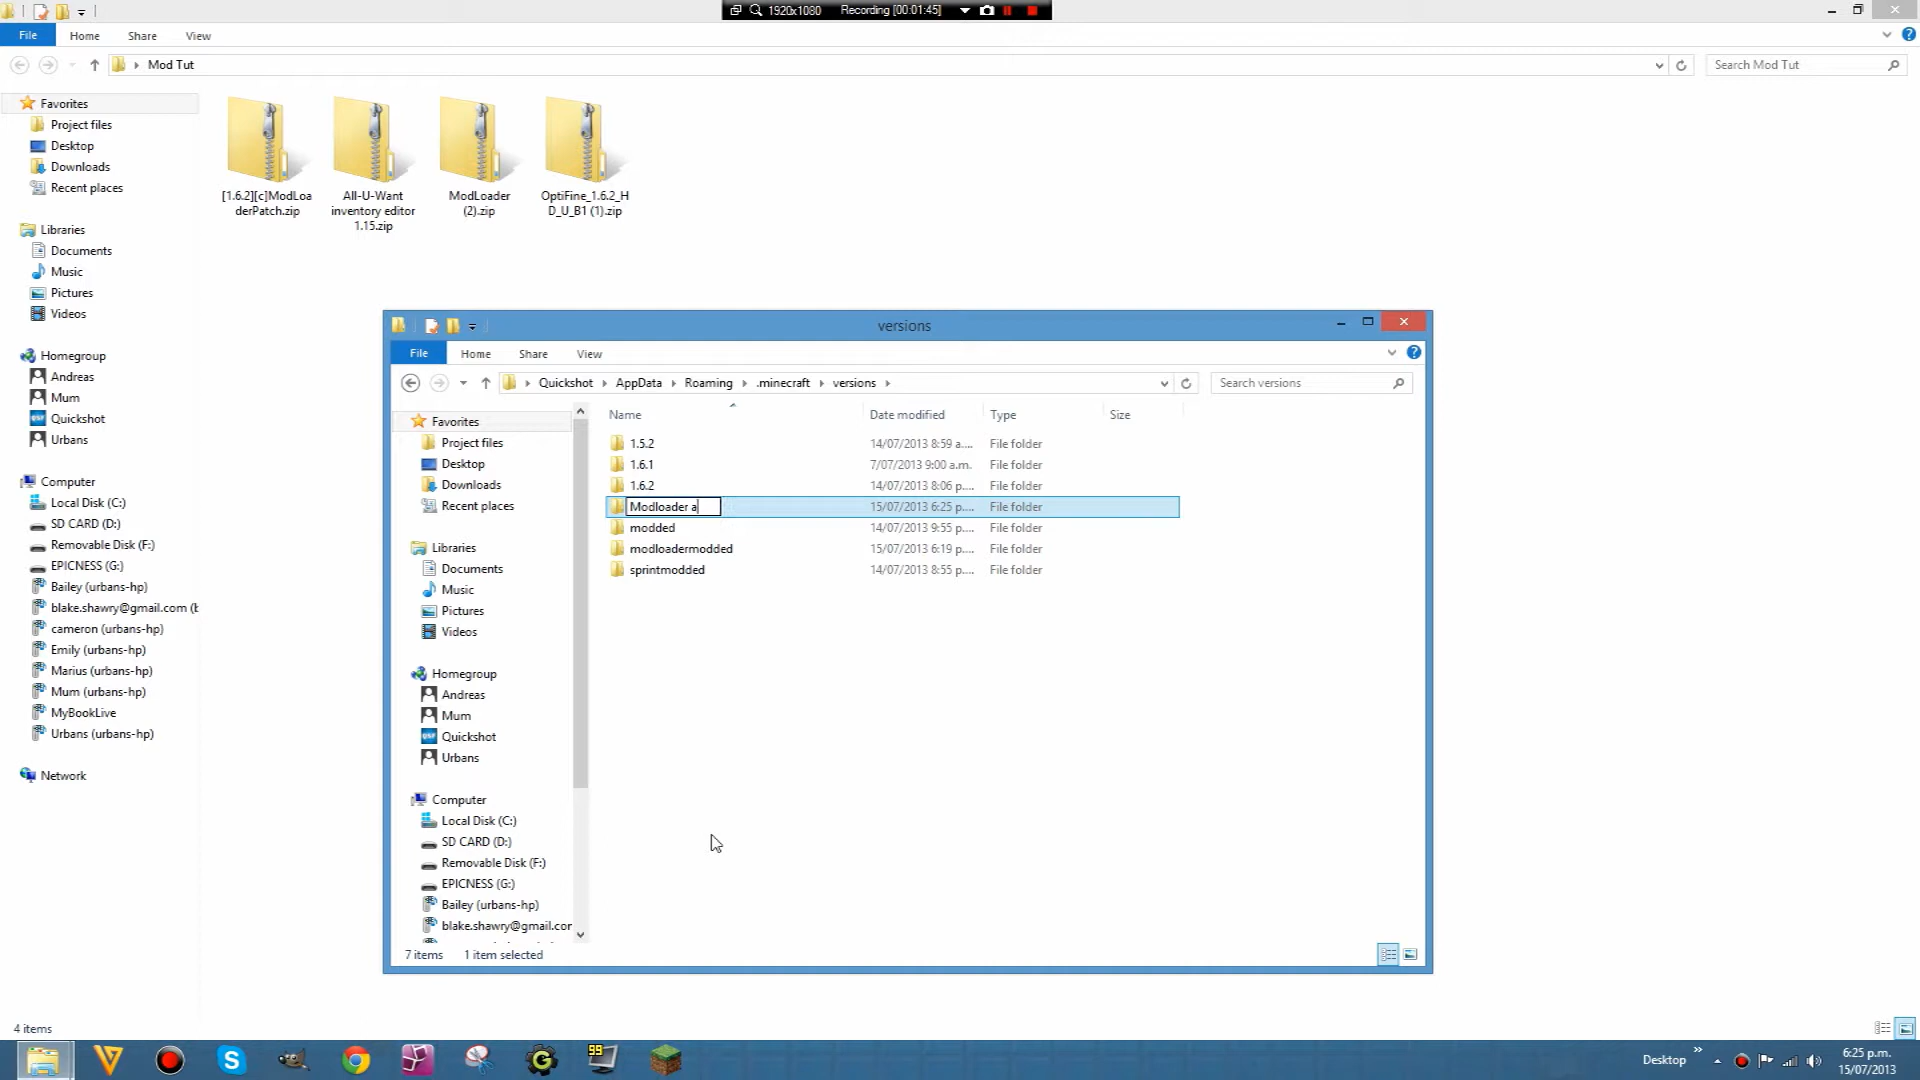 1920x1080 Recording [00:01:45]
File Home Share View
Mod Tut
Search Mod Tut
Favorites
Project files
Desktop
Downloads
Recent places
Libraries
Documents
Music
Pictures
Videos
Homegroup
Andreas
Mum
Quickshot
Urbans
Computer
Local Disk (C:)
SD CARD (D:)
Removable Disk (F:)
EPICNESS (G:)
Bailey (urbans-hp)
blake.shawry@gmail.com (b
cameron (urbans-hp)
Emily (urbans-hp)
Marius (urbans-hp)
Mum (urbans-hp)
MyBookLive
Urbans (urbans-hp)
Network
[1.6.2][c]ModLoa
derPatch.zip
All-U-Want
inventory editor
1.15.zip
ModLoader
(2).zip
OptiFine_1.6.2_H
D_U_B1 (1).zip
versions
File Home Share View
Quickshot AppData Roaming .minecraft versions
Search versions
Favorites
Project files
Desktop
Downloads
Recent places
Libraries
Documents
Music
Pictures
Videos
Homegroup
Andreas
Mum
Quickshot
Urbans
Computer
Local Disk (C:)
SD CARD (D:)
Removable Disk (F:)
EPICNESS (G:)
Bailey (urbans-hp)
blake.shawry@gmail.cor
Name Date modified Type Size
1.5.2 14/07/2013 8:59 a.... File folder
1.6.1 7/07/2013 9:00 a.m. File folder
1.6.2 14/07/2013 8:06 p.... File folder
Modloader a 15/07/2013 6:25 p.... File folder
modded 14/07/2013 9:55 p.... File folder
modloadermodded 15/07/2013 6:19 p.... File folder
sprintmodded 14/07/2013 8:55 p.... File folder
7 items 1 item selected
4 items
99
Desktop
6:25 p.m.
15/07/2013